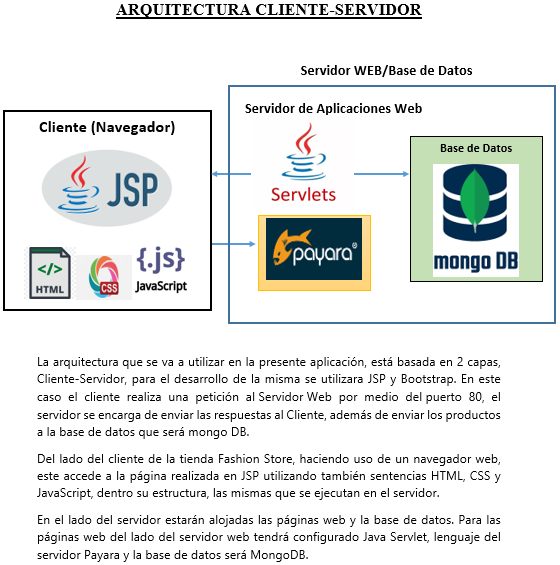 ARQUITECTURA CLIENTE-SERVIDOR
Servidor WEB/Base de Datos
Servidor de Aplicaciones Web
Cliente (Navegador)
JSP
</>
HTML
CSS
{.js}
JavaScript
Servlets
payara®
Base de Datos
mongo DB
La arquitectura que se va a utilizar en la presente aplicación, está basada en 2 capas,
Cliente-Servidor, para el desarrollo de la misma se utilizara JSP y Bootstrap. En este
caso el cliente realiza una petición al Servidor Web por medio del puerto 80, el
servidor se encarga de enviar las respuestas al Cliente, además de enviar los productos
a la base de datos que será mongo DB.
Del lado del cliente de la tienda Fashion Store, haciendo uso de un navegador web,
este accede a la página realizada en JSP utilizando también sentencias HTML, CSS y
JavaScript, dentro su estructura, las mismas que se ejecutan en el servidor.
En el lado del servidor estarán alojadas las páginas web y la base de datos. Para las
páginas web del lado del servidor web tendrá configurado Java Servlet, lenguaje del
servidor Payara y la base de datos será MongoDB.